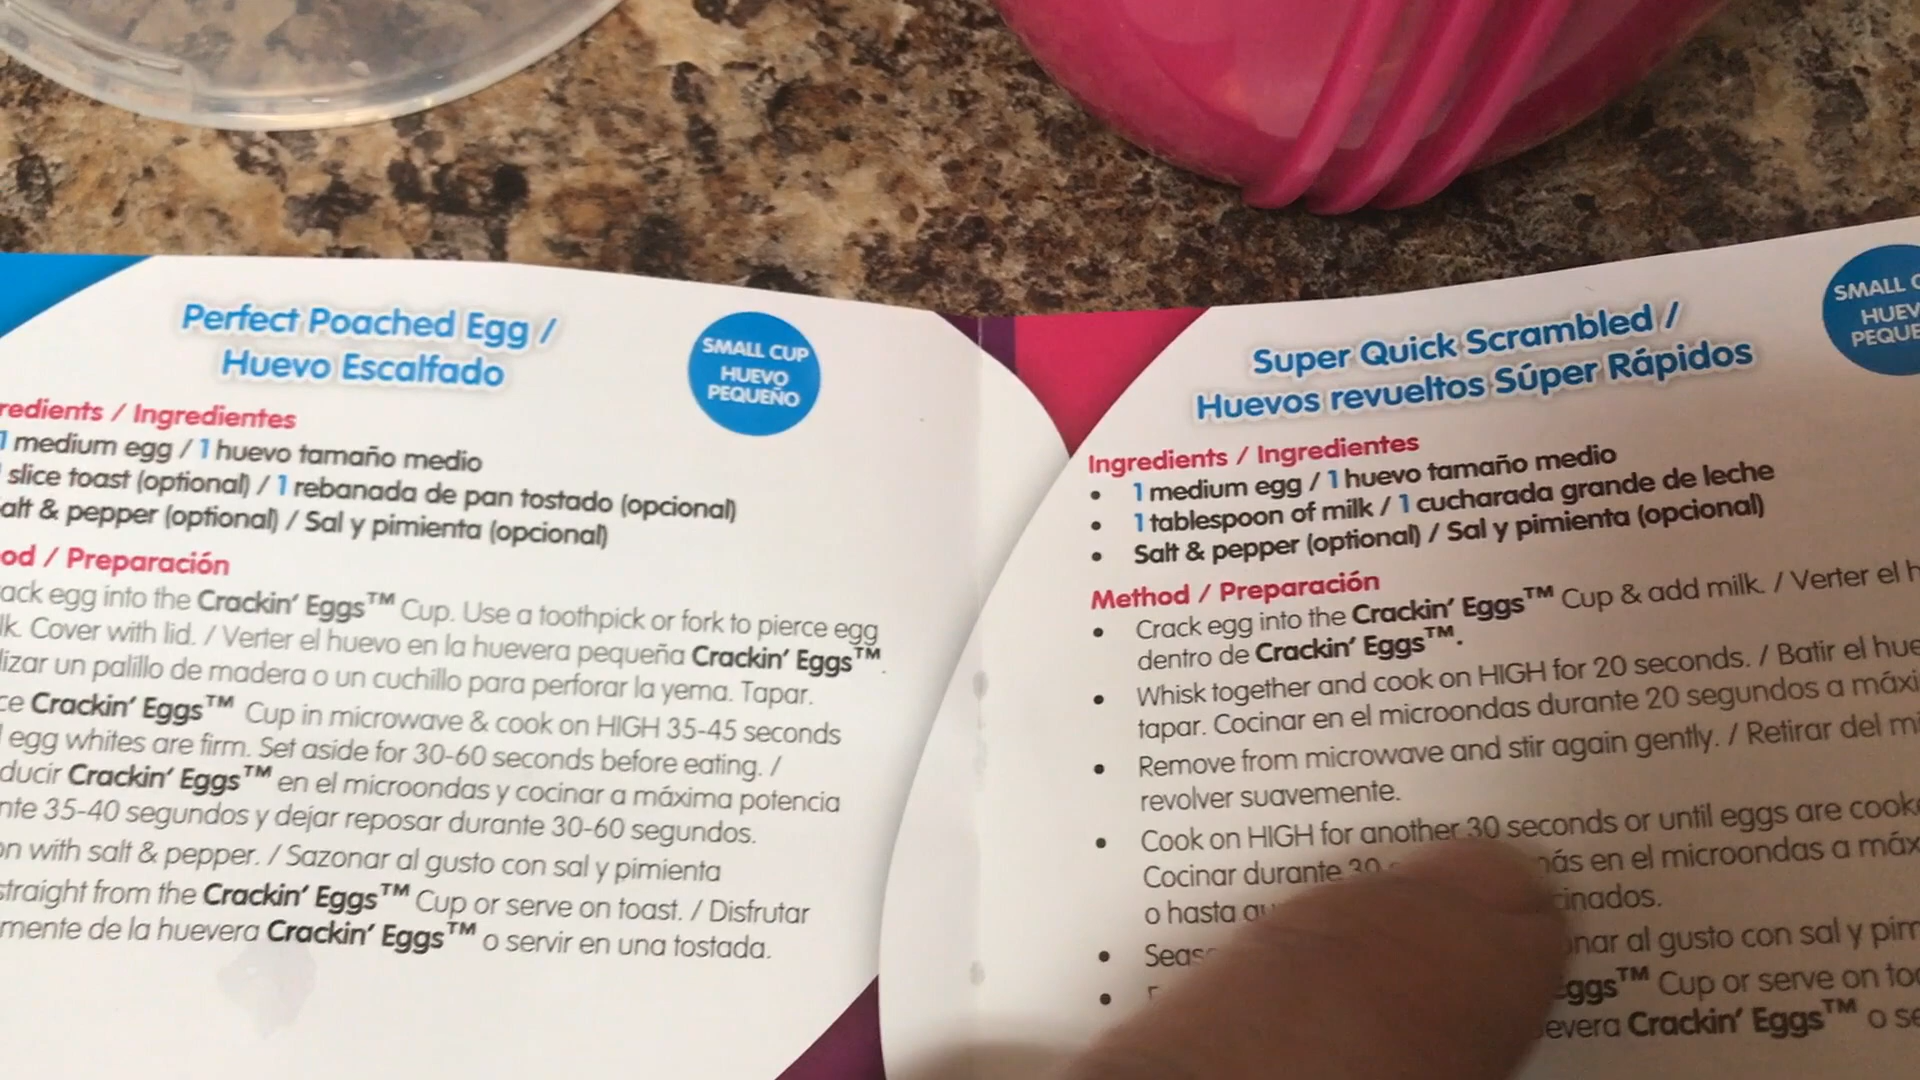 Perfect Poached Egg /
Huevo Escalfado
SMALL CUP
HUEVO
PEQUEÑO
redients / Ingredientes
1 medium egg / 1 huevo tamaño medio
slice toast (optional) / 1 rebanada de pan tostado (opcional)
alt & pepper (optional) / Sal y pimienta (opcional)
od / Preparación
ack egg into the Crackin' Eggs™ Cup. Use a toothpick or fork to pierce egg
lk. Cover with lid. / Verter el huevo en la huevera pequeña Crackin' Eggs™.
lizar un palillo de madera o un cuchillo para perforar la yema. Tapar.
ce Crackin' Eggs™ Cup in microwave & cook on HIGH 35-45 seconds
l egg whites are firm. Set aside for 30-60 seconds before eating. /
ducir Crackin' Eggs™ en el microondas y cocinar a máxima potencia
nte 35-40 segundos y dejar reposar durante 30-60 segundos.
on with salt & pepper. / Sazonar al gusto con sal y pimienta
straight from the Crackin' Eggs™ Cup or serve on toast. / Disfrutar
mente de la huevera Crackin' Eggs™ o servir en una tostada.
Super Quick Scrambled /
Huevos revueltos Súper Rápidos
SMALL C
HUEV
PEQUE
Ingredients / Ingredientes
• 1 medium egg / 1 huevo tamaño medio
• 1 tablespoon of milk / 1 cucharada grande de leche
• Salt & pepper (optional) / Sal y pimienta (opcional)
Method / Preparación
• Crack egg into the Crackin' Eggs™ Cup & add milk. / Verter el h
dentro de Crackin' Eggs™.
• Whisk together and cook on HIGH for 20 seconds. / Batir el hue
tapar. Cocinar en el microondas durante 20 segundos a máxi
• Remove from microwave and stir again gently. / Retirar del mi
revolver suavemente.
• Cook on HIGH for another 30 seconds or until eggs are cook
Cocinar durante 30 más en el microondas a máx
o hasta qu cinados.
• Seas onar al gusto con sal y pim
• Eggs™ Cup or serve on toa
evera Crackin' Eggs™ o se